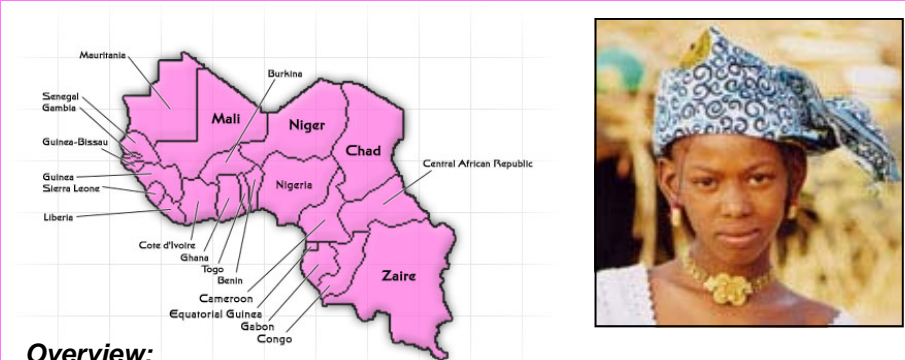 Mauritania
Burkina
Senegal
Gambia
Mali
Niger
Guinea-Bissau
Chad
Central African Republic
Guinea
Nigeria
Sierra Leone
Liberia
Cote d'Ivoire
Ghana
Togo
Benin
Zaire
Cameroon
Equatorial Guinea
Gabon
Congo
Overview: